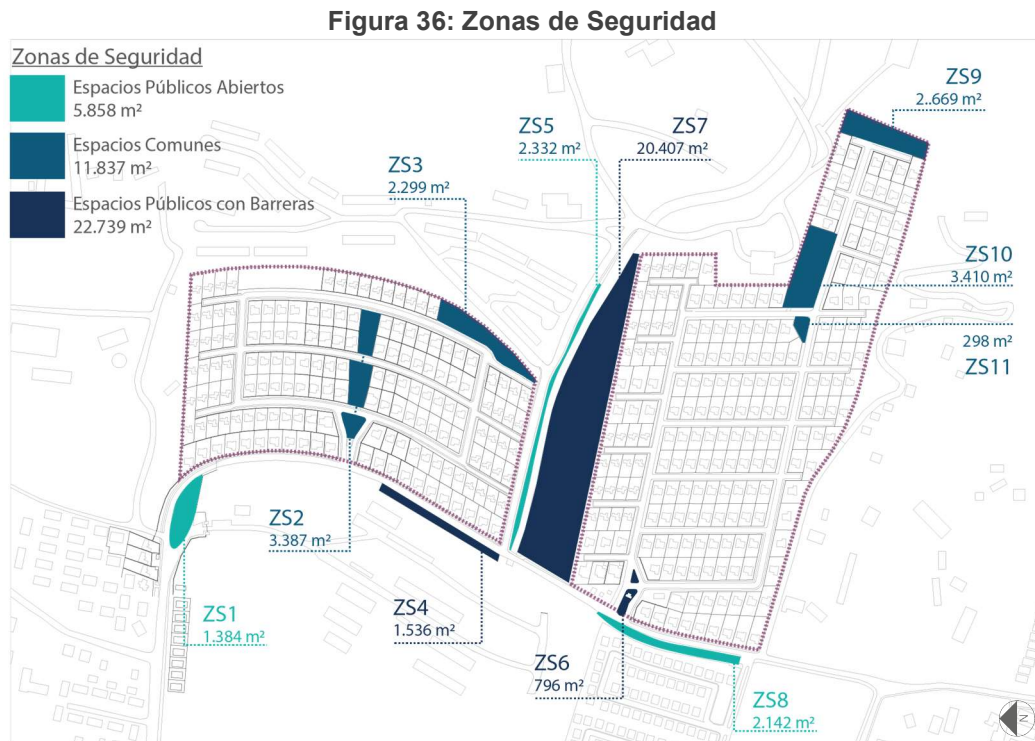 Figura 36: Zonas de Seguridad
Zonas de Seguridad
Espacios Públicos Abiertos
5.858 m²
Espacios Comunes
11.837 m²
Espacios Públicos con Barreras
22.739 m²
ZS9
2..669 m²
ZS5
2.332 m²
ZS7
20.407 m²
ZS3
2.299 m²
ZS10
3.410 m²
298 m²
ZS11
ZS2
3.387 m²
ZS1
1.384 m²
ZS4
1.536 m²
ZS6
796 m²
ZS8
2.142 m²
N